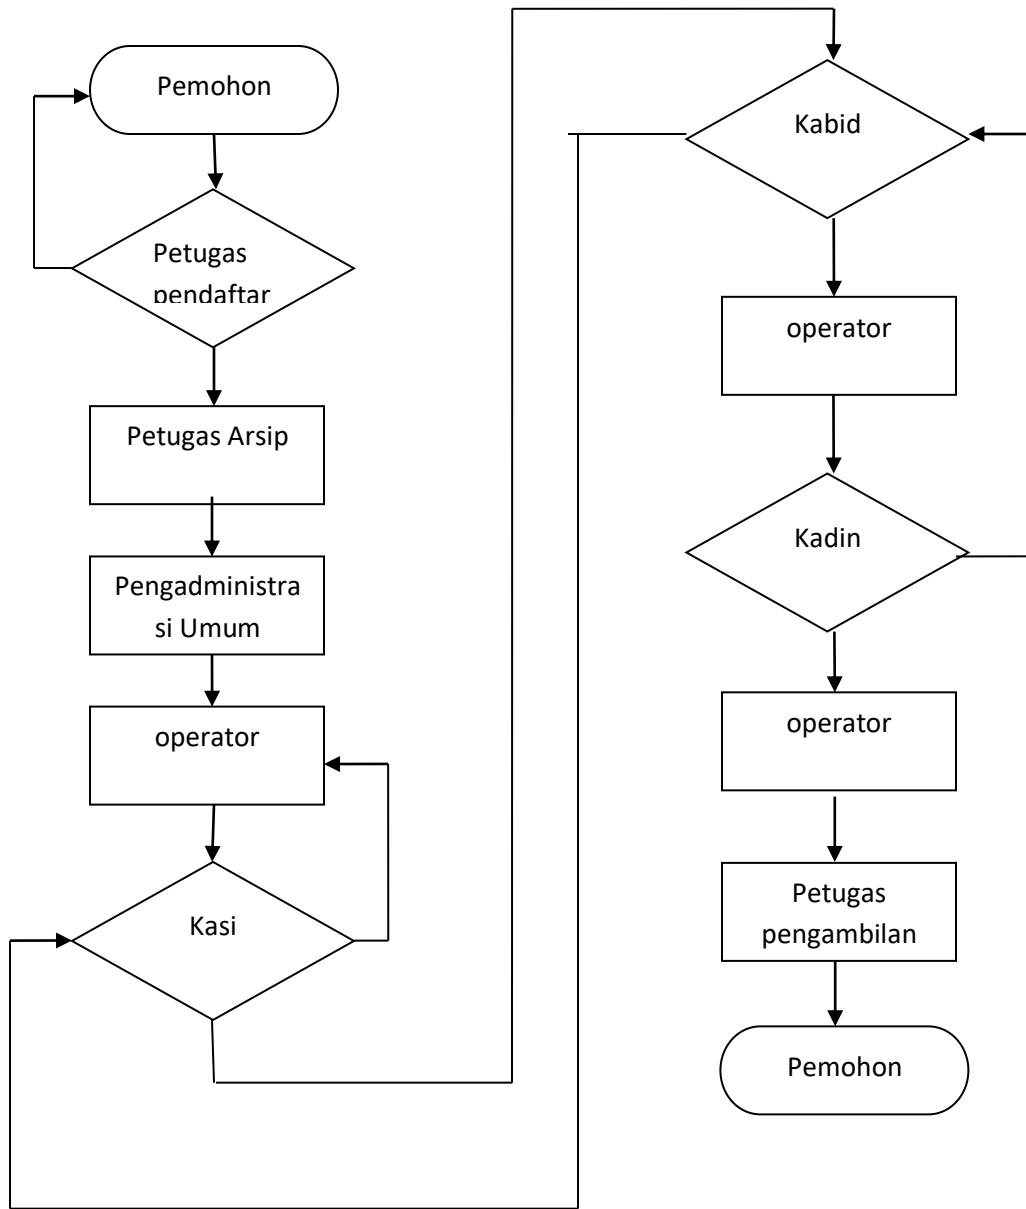 Pemohon
Petugas
pendaftar
Petugas Arsip
Pengadministra
si Umum
operator
Kasi
Kabid
operator
Kadin
operator
Petugas
pengambilan
Pemohon